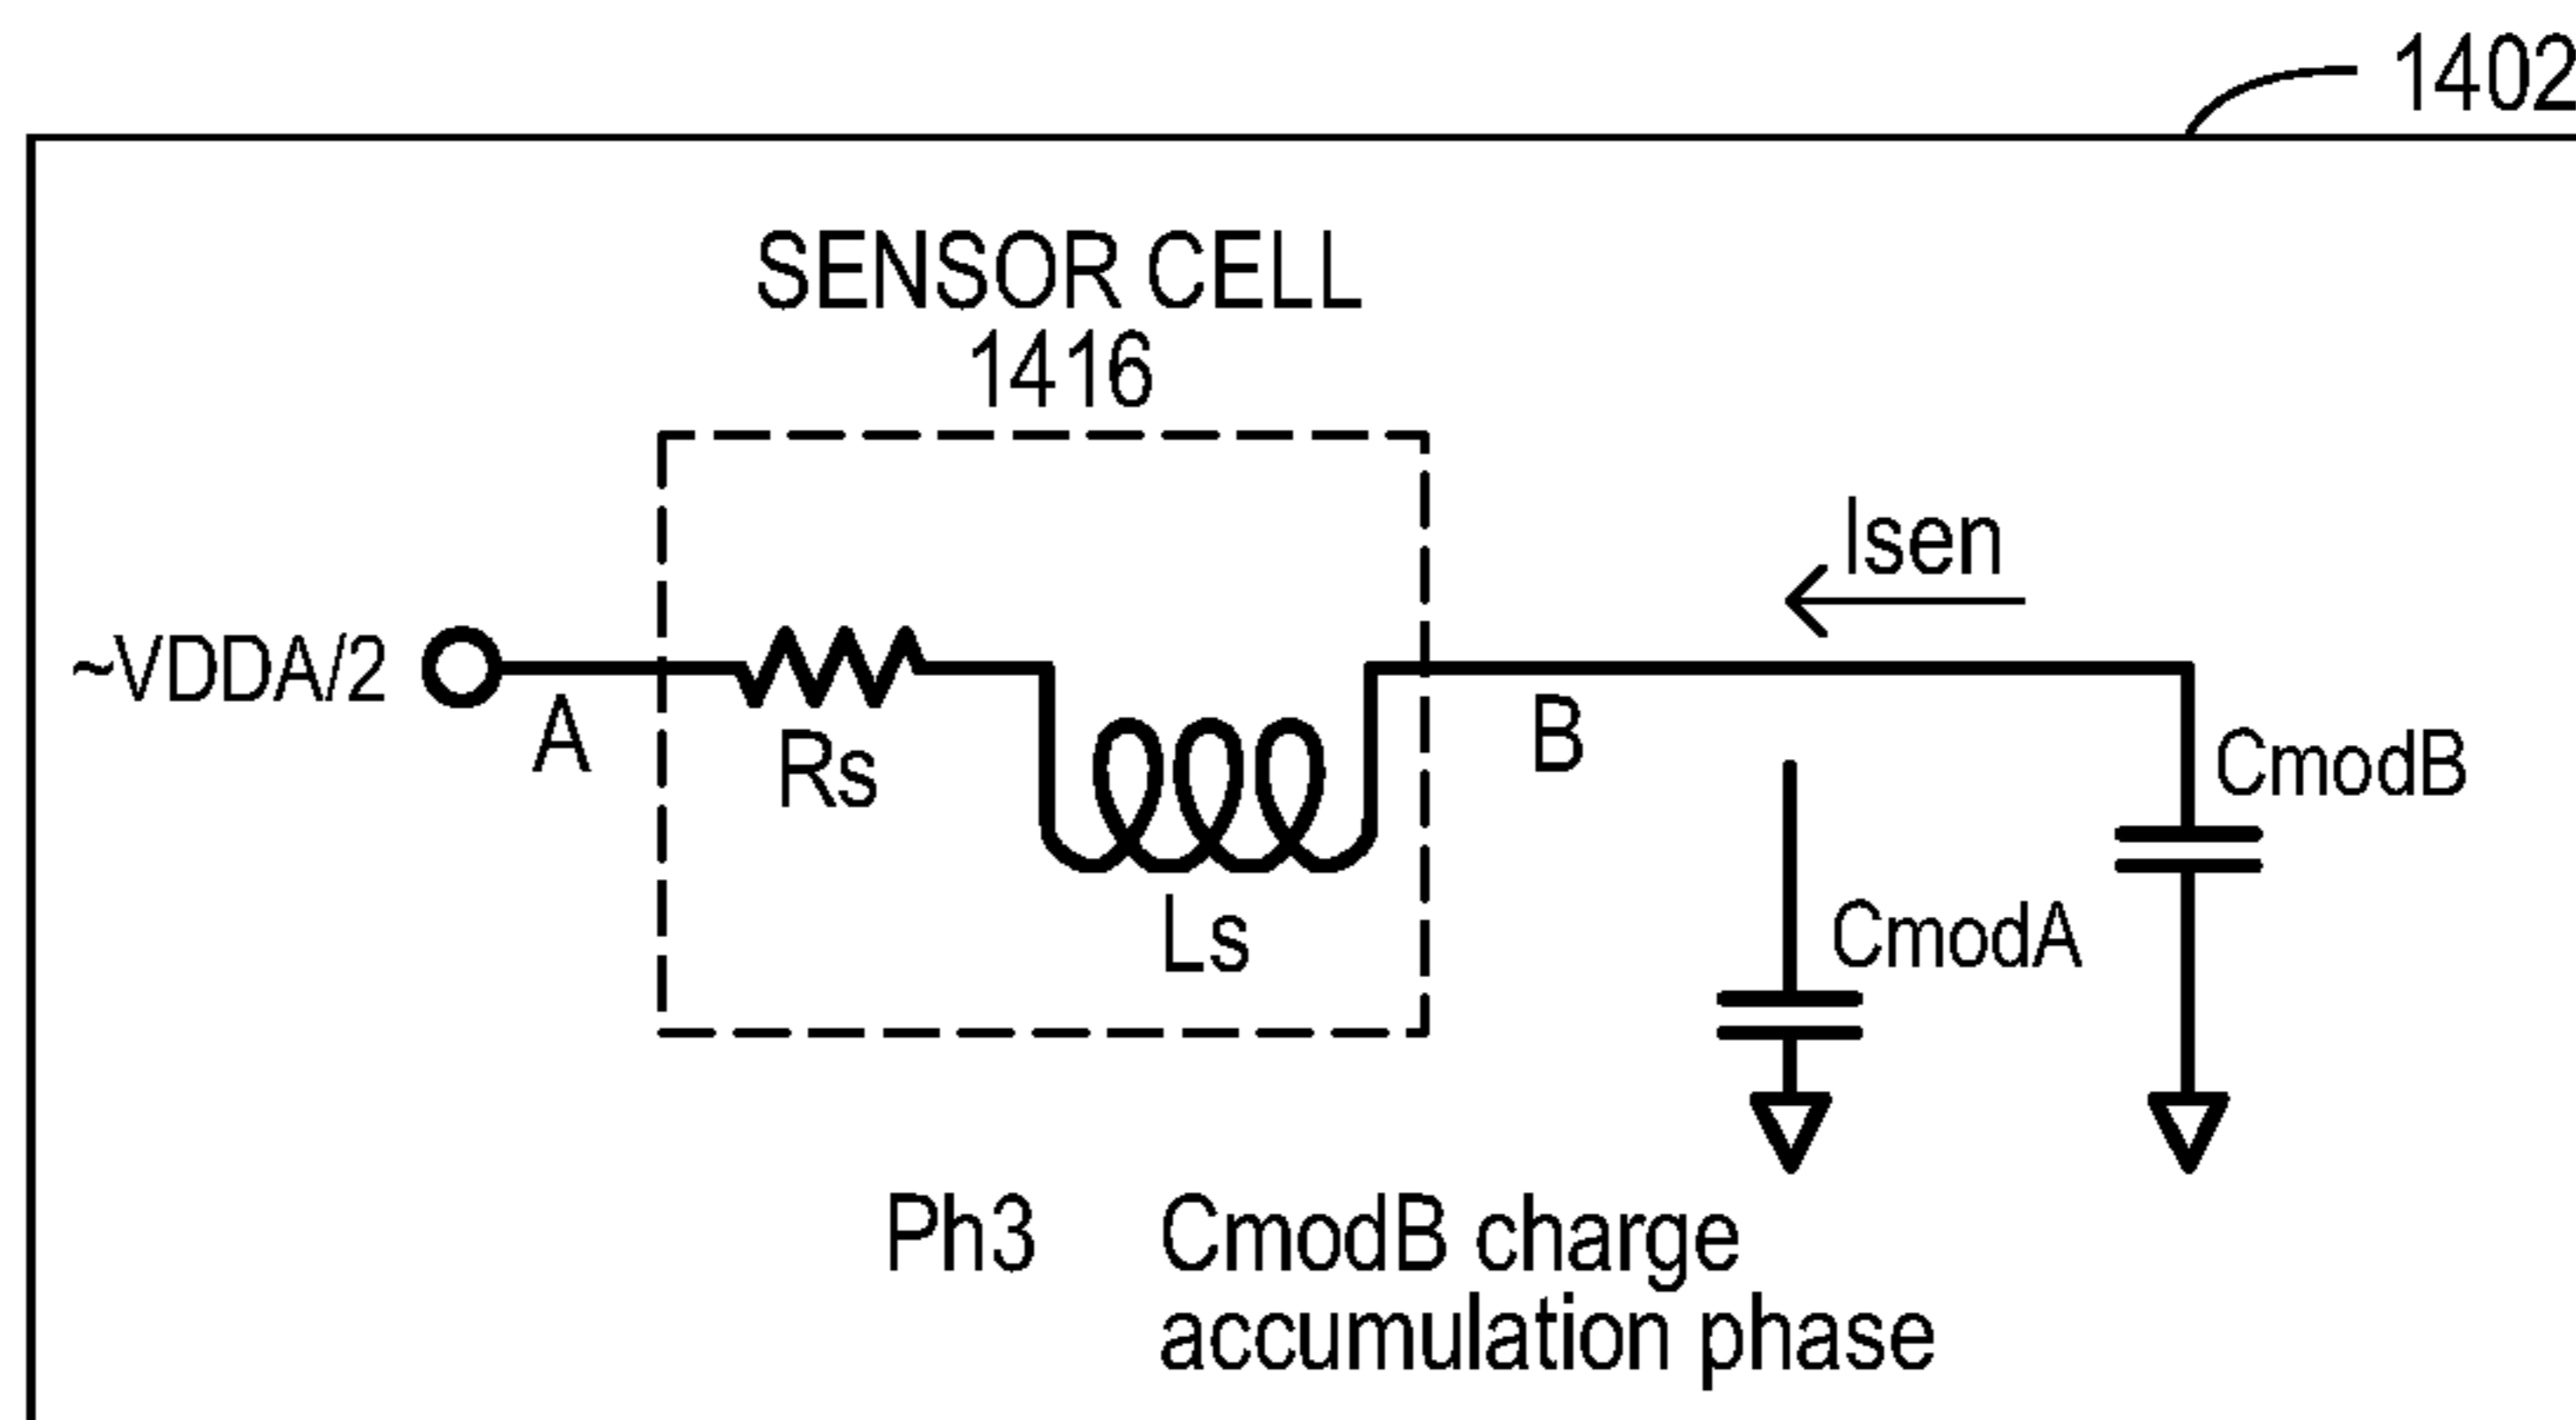 1402
SENSOR CELL
1416
Isen
~VDDA/2
A
Rs
B
CmodB
Ls
CmodA
Ph3 CmodB charge
accumulation phase